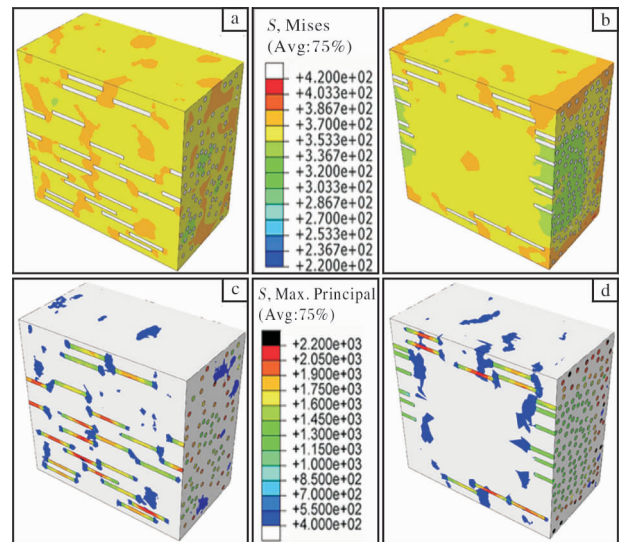 a
S, Mises
(Avg:75%)
+4.200e+02
+4.033e+02
+3.867e+02
+3.700e+02
+3.533e+02
+3.367e+02
+3.200e+02
+3.033e+02
+2.867e+02
+2.700e+02
+2.533e+02
+2.367e+02
+2.200e+02
b
c
S, Max. Principal
(Avg:75%)
+2.200e+03
+2.050e+03
+1.900e+03
+1.750e+03
+1.600e+03
+1.450e+03
+1.300e+03
+1.150e+03
+1.000e+03
+8.500e+02
+7.000e+02
+5.500e+02
+4.000e+02
d